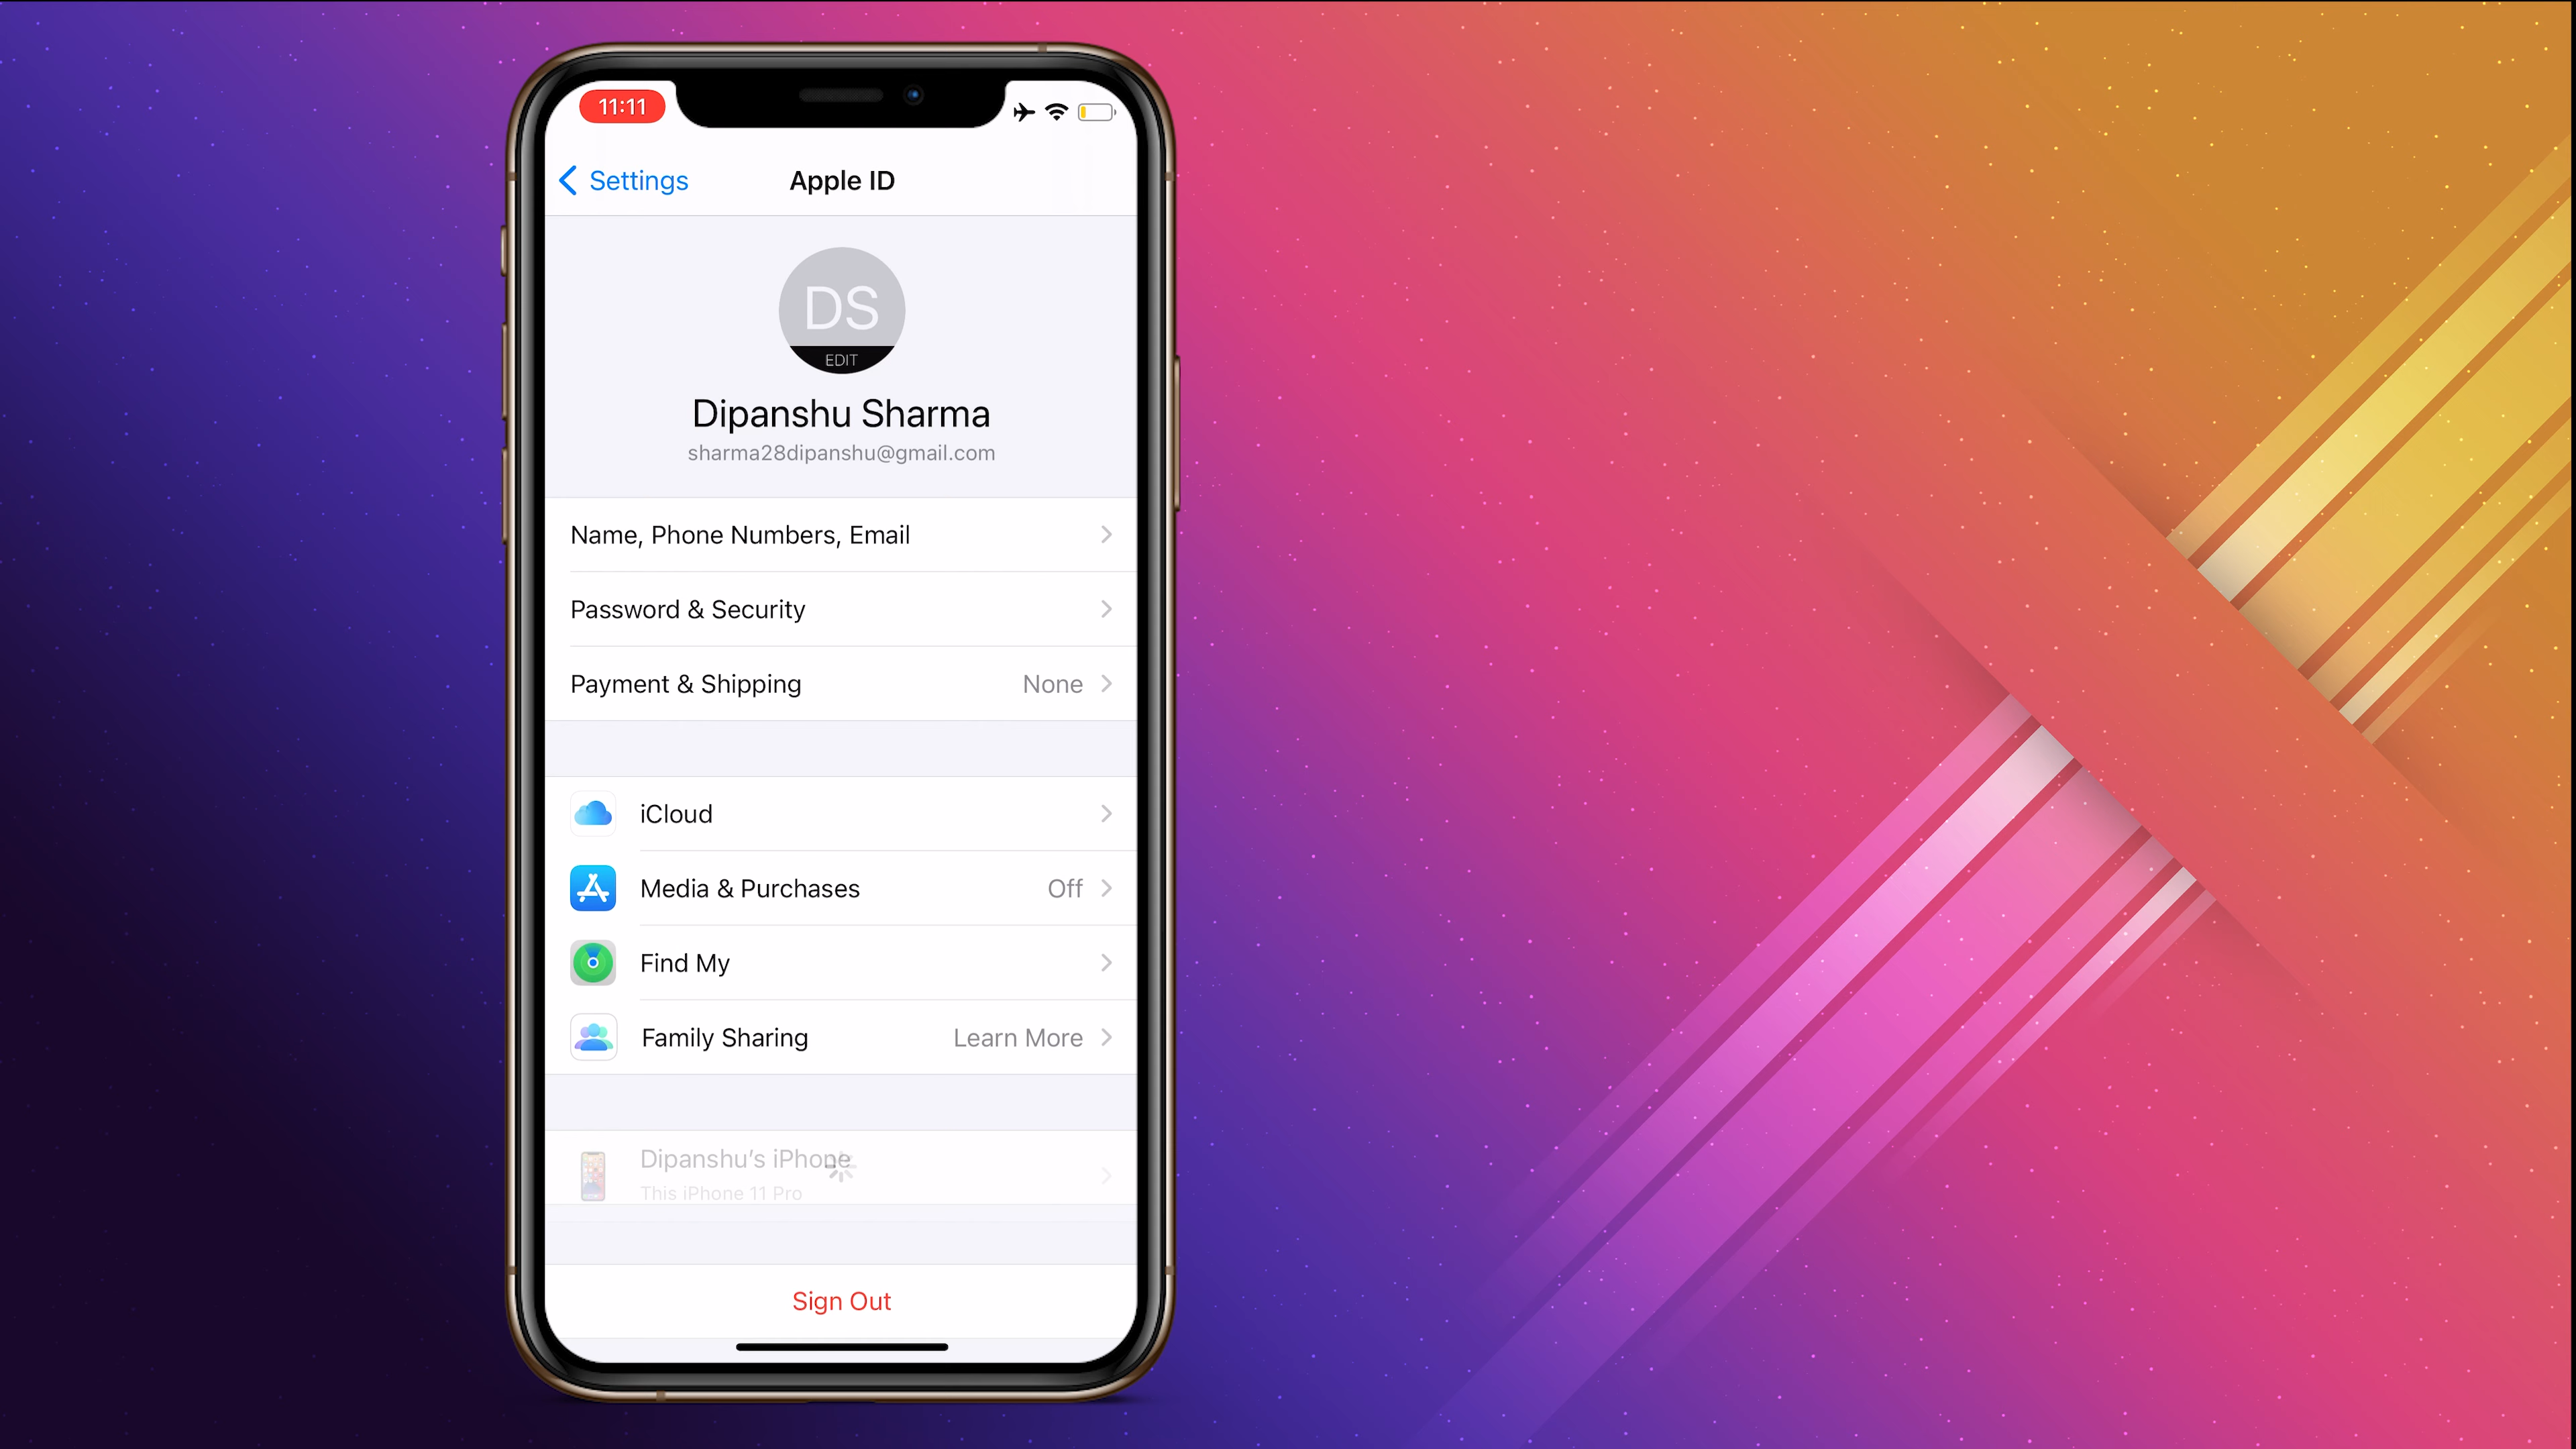 11:11
Settings
Apple ID
DS
EDIT
Dipanshu Sharma
sharma28dipanshu@gmail.com
Name, Phone Numbers, Email
Password & Security
Payment & Shipping None
iCloud
Media & Purchases Off
Find My
Family Sharing Learn More
Dipanshu’s iPhone
This iPhone 11 Pro
Sign Out